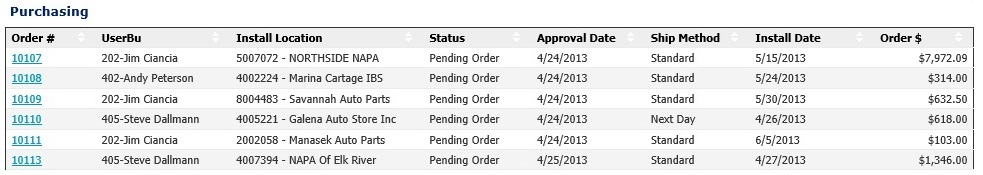 Purchasing
Order # UserBu Install Location Status Approval Date Ship Method Install Date Order $
10107 202-Jim Ciancia 5007072 - NORTHSIDE NAPA Pending Order 4/24/2013 Standard 5/15/2013 $7,972.09
10108 402-Andy Peterson 4002224 - Marina Cartage IBS Pending Order 4/24/2013 Standard 5/24/2013 $314.00
10109 202-Jim Ciancia 8004483 - Savannah Auto Parts Pending Order 4/24/2013 Standard 5/30/2013 $632.50
10110 405-Steve Dallmann 4005221 - Galena Auto Store Inc Pending Order 4/24/2013 Next Day 4/26/2013 $618.00
10111 202-Jim Ciancia 2002058 - Manasek Auto Parts Pending Order 4/24/2013 Standard 6/5/2013 $103.00
10113 405-Steve Dallmann 4007394 - NAPA Of Elk River Pending Order 4/25/2013 Standard 4/27/2013 $1,346.00